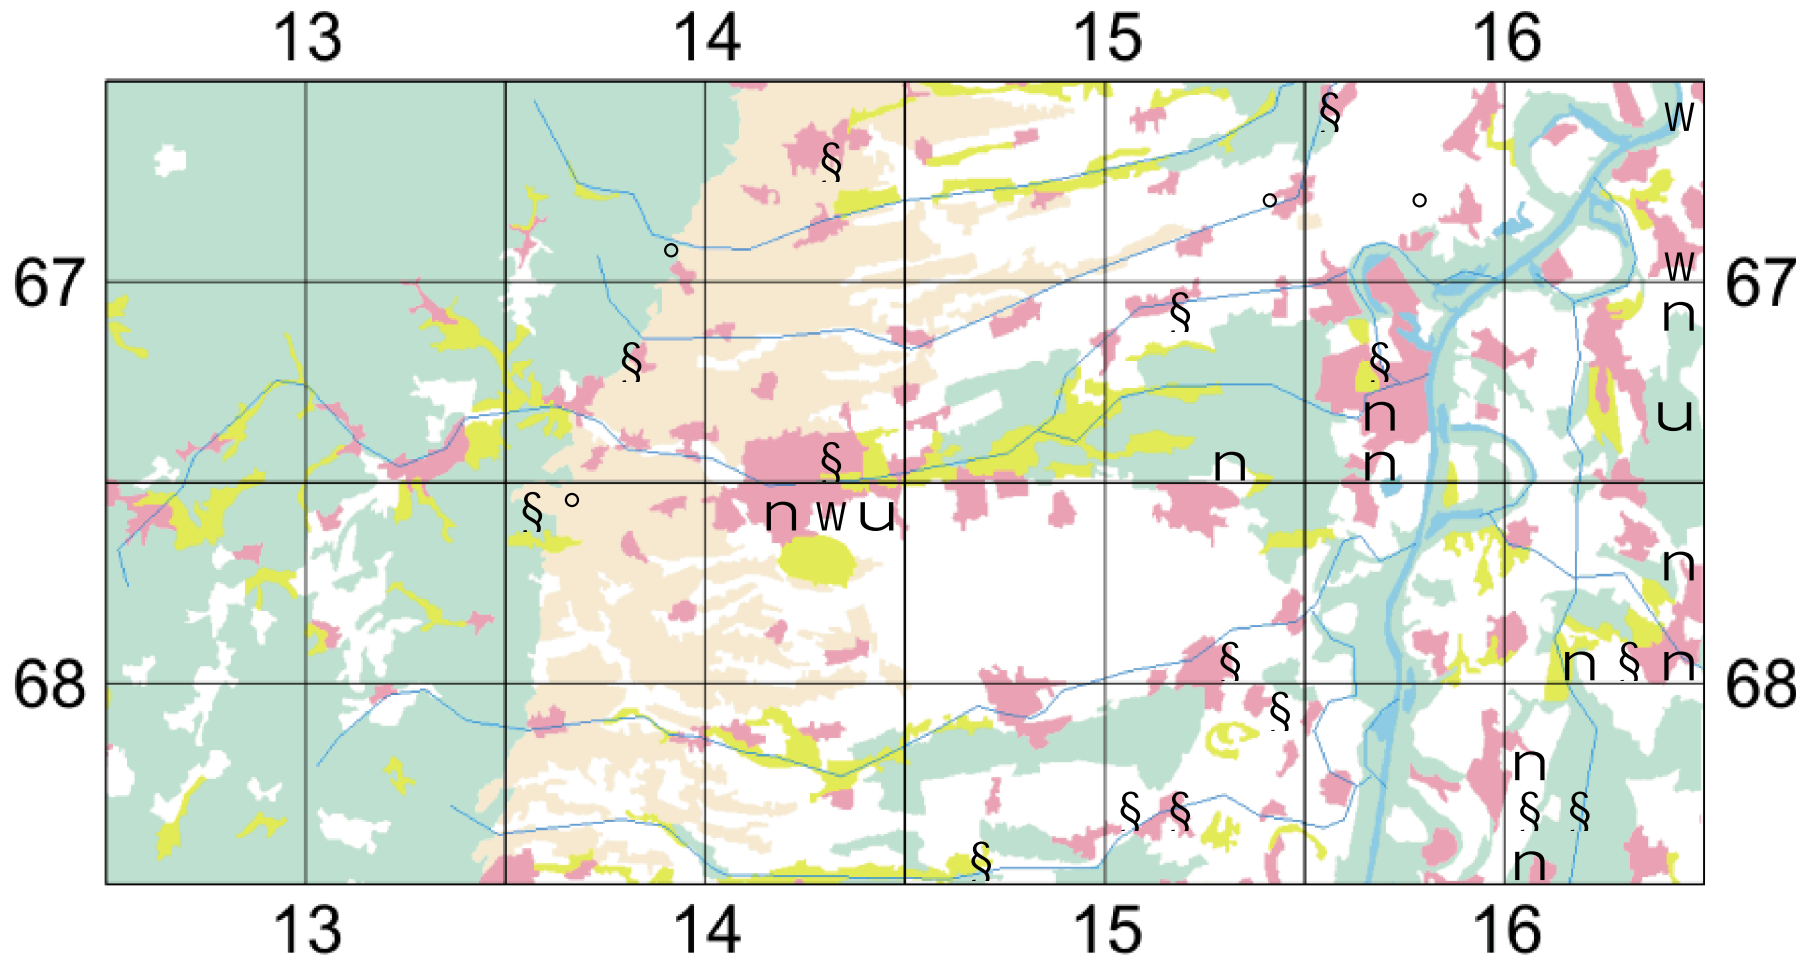 13 14 15 16
§ w
§
° °
°
67 w 67
§ n
§ §
n u
§ n n
§ ° n w u
n
§ n § n
68 68
§
n
§ § § §
§ n
13 14 15 16